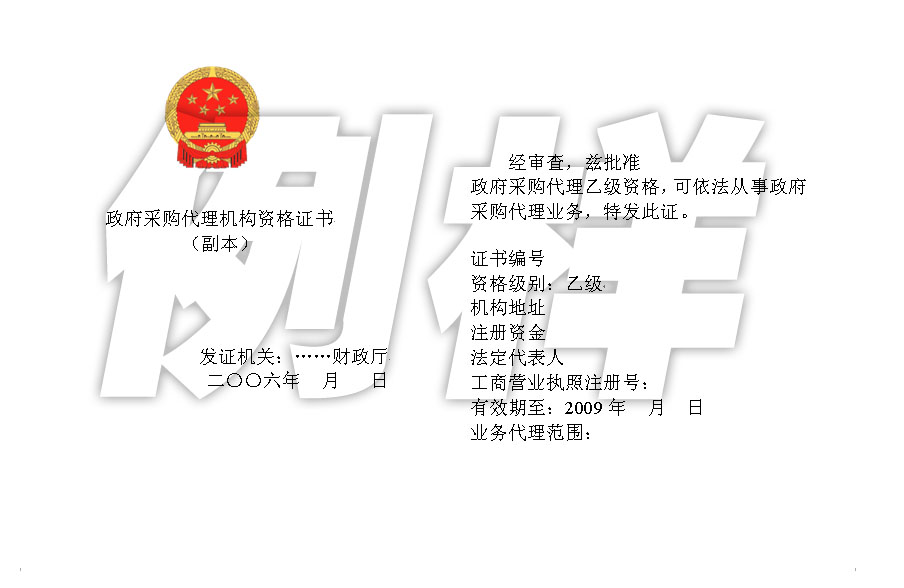 例样
政府采购代理机构资格证书
（副本）
发证机关：……财政厅
二〇〇六年 月 日
经审查，兹批准
政府采购代理乙级资格，可依法从事政府
采购代理业务，特发此证。
证书编号
资格级别：乙级
机构地址
注册资金
法定代表人
工商营业执照注册号：
有效期至：2009 年 月 日
业务代理范围：